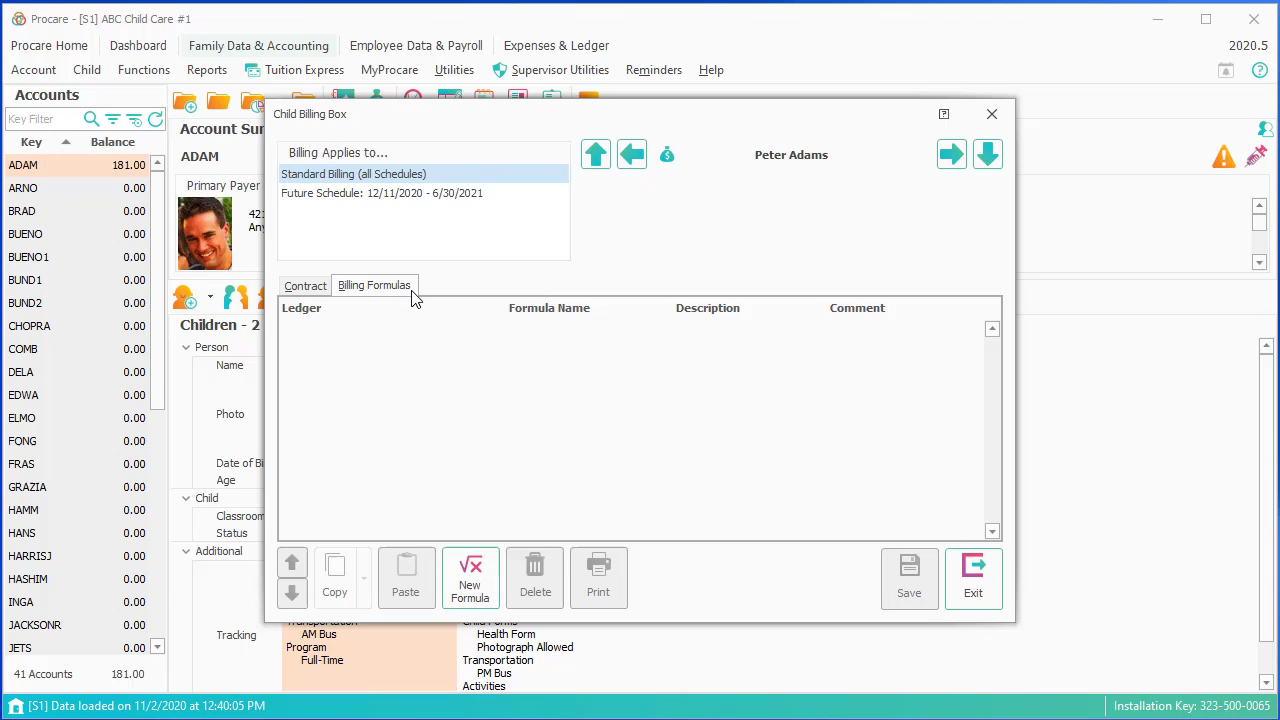 Procare - [S1] ABC Child Care #1
Procare Home Dashboard Family Data & Accounting Employee Data & Payroll Expenses & Ledger 2020.5
Account Child Functions Reports Tuition Express MyProcare Utilities Supervisor Utilities Reminders Help
Accounts
Key Filter
Key Balance
ADAM 181.00
ARNO 0.00
BRAD 0.00
BUENO 0.00
BUENO1 0.00
BUND1 0.00
BUND2 0.00
CHOPRA 0.00
COMB 0.00
DELA 0.00
EDWA 0.00
ELMO 0.00
FONG 0.00
FRAS 0.00
GRAZIA 0.00
HAMM 0.00
HANS 0.00
HARRISJ 0.00
HASHIM 0.00
INGA 0.00
JACKSONR 0.00
JETS 0.00
41 Accounts 181.00
Account Sur
ADAM
Primary Payer
42
An
Children - 2
Person
Name
Photo
Date of Bi
Age
Child
Classroom
Status
Additional
Tracking
Transportation
AM Bus
Program
Full-Time
Health Form
Photograph Allowed
Transportation
PM Bus
Activities
Child Billing Box
Billing Applies to...
Standard Billing (all Schedules)
Future Schedule: 12/11/2020 - 6/30/2021
Peter Adams
Contract Billing Formulas
Ledger Formula Name Description Comment
Copy Paste New Formula Delete Print Save Exit
[S1] Data loaded on 11/2/2020 at 12:40:05 PM
Installation Key: 323-500-0065